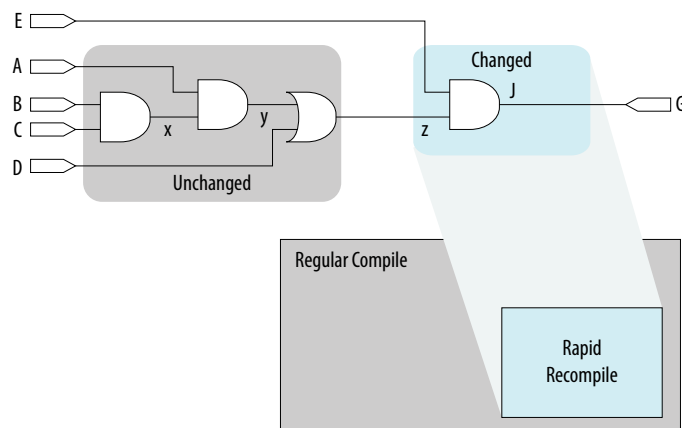 E
A
Changed
J
B
C
x
y
z
G
D
Unchanged
Regular Compile
Rapid
Recompile